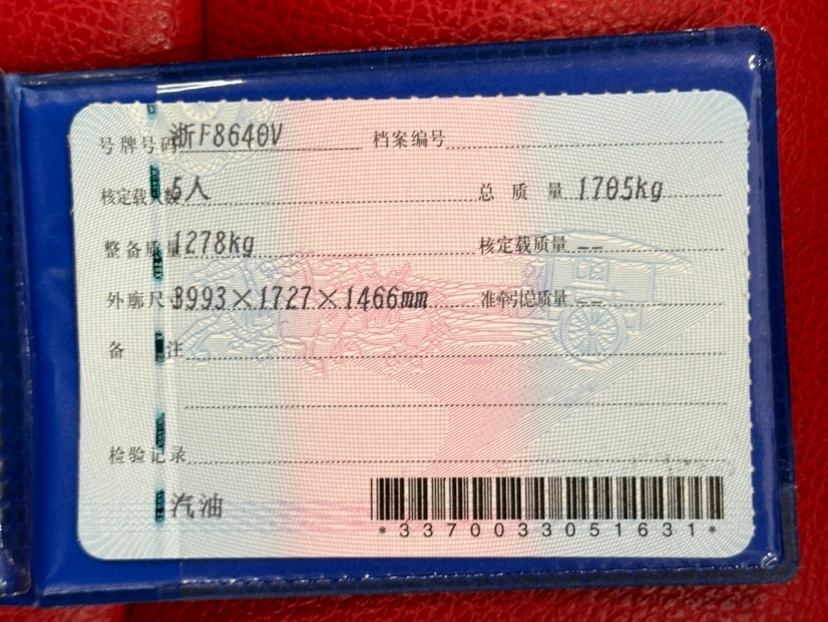 号牌号码 浙F8640V 档案编号
核定载人数 5人 总质量 1705kg
整备质量 1278kg 核定载质量 --
外廓尺寸 3993×1727×1466mm 准牵引总质量 --
备注
检验记录
汽油
*3370033051631*